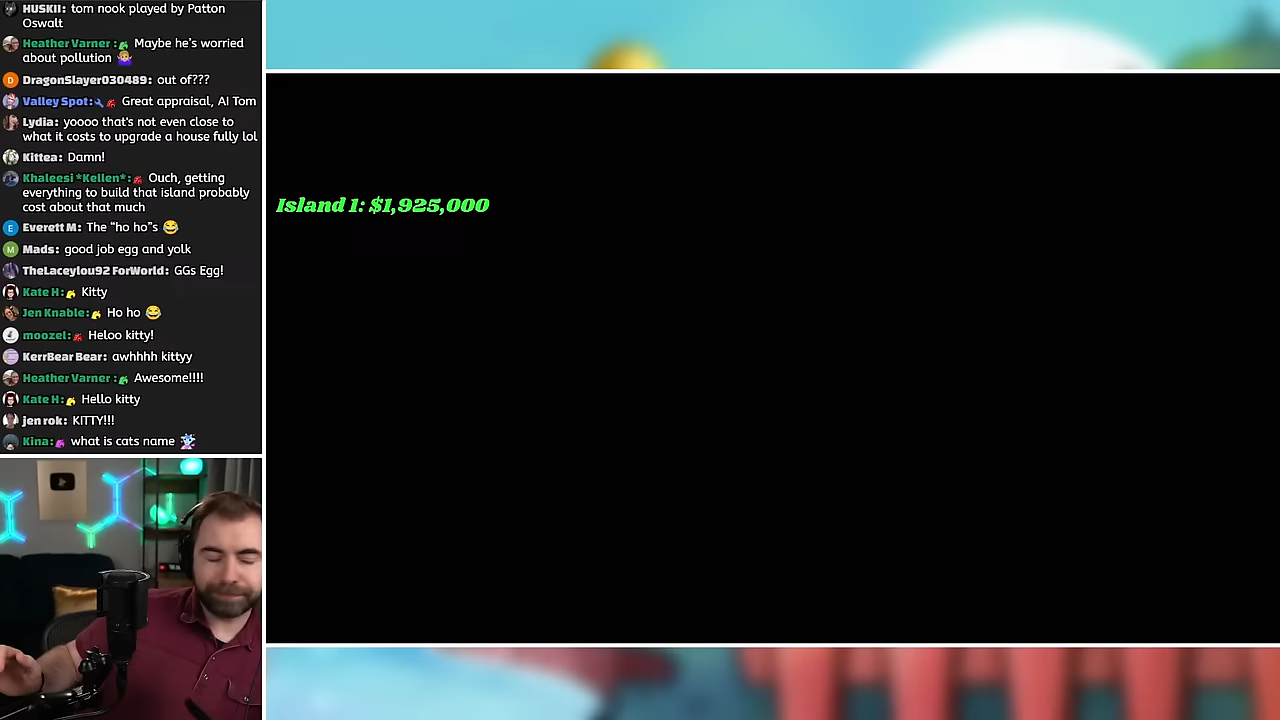 HUSKII: tom nook played by Patton
Oswalt
Heather Varner : Maybe he's worried
about pollution 🤷🏼‍♀️
DragonSlayer030489: out of???
Valley Spot: Great appraisal, AI Tom
Lydia: yoooo that's not even close to
what it costs to upgrade a house fully lol
Kittea: Damn!
Khaleesi *Kellen*: Ouch, getting
everything to build that island probably
cost about that much
Everett M: The “ho ho”s 😂
Mads: good job egg and yolk
TheLaceylou92 ForWorld: GGs Egg!
Kate H: Kitty
Jen Knable: Ho ho 😂
moozel: Heloo kitty!
KerrBear Bear: awhhhh kittyy
Heather Varner : Awesome!!!!
Kate H: Hello kitty
jen rok: KITTY!!!
Kina: what is cats name
Island 1: $1,925,000